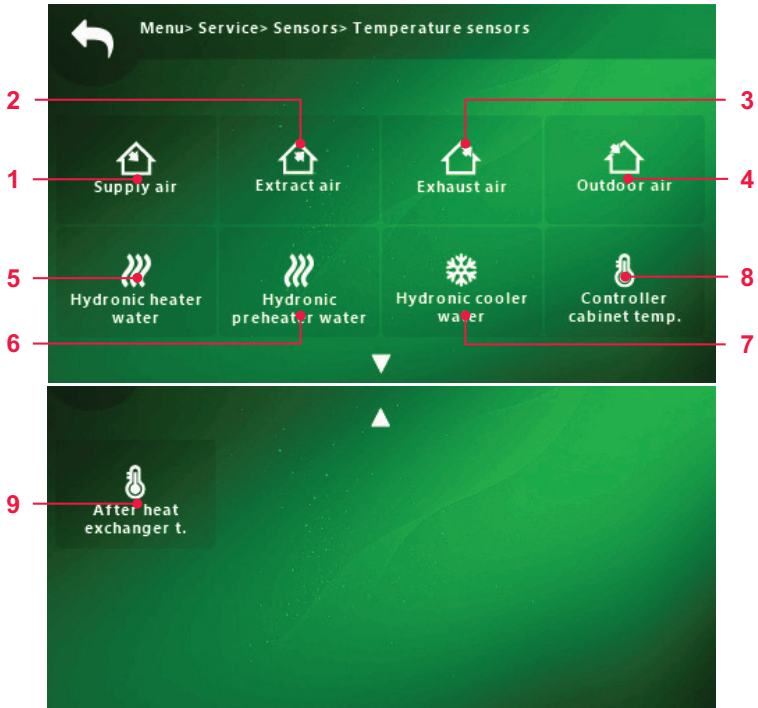 Menu> Service> Sensors> Temperature sensors
2
3
1
Supply air
Extract air
Exhaust air
Outdoor air
4
5
Hydronic heater
water
Hydronic
preheater water
Hydronic cooler
water
Controller
cabinet temp.
8
6
7
9
After heat
exchanger t.